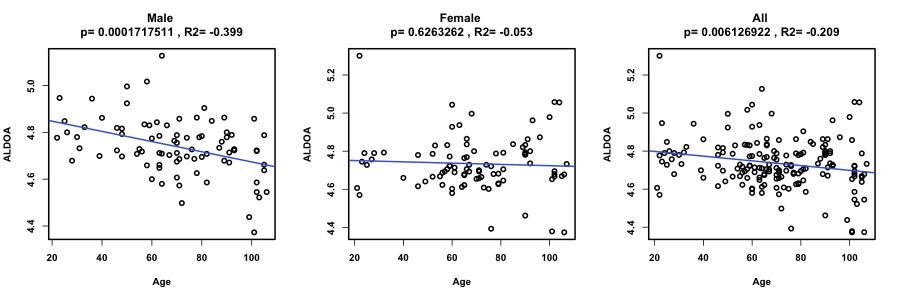 Male
p= 0.0001717511 , R2= -0.399
ALDOA
5.0
4.8
4.6
4.4
20 40 60 80 100
Age
Female
p= 0.6263262 , R2= -0.053
ALDOA
5.2
5.0
4.8
4.6
4.4
20 40 60 80 100
Age
All
p= 0.006126922 , R2= -0.209
ALDOA
5.2
5.0
4.8
4.6
4.4
20 40 60 80 100
Age